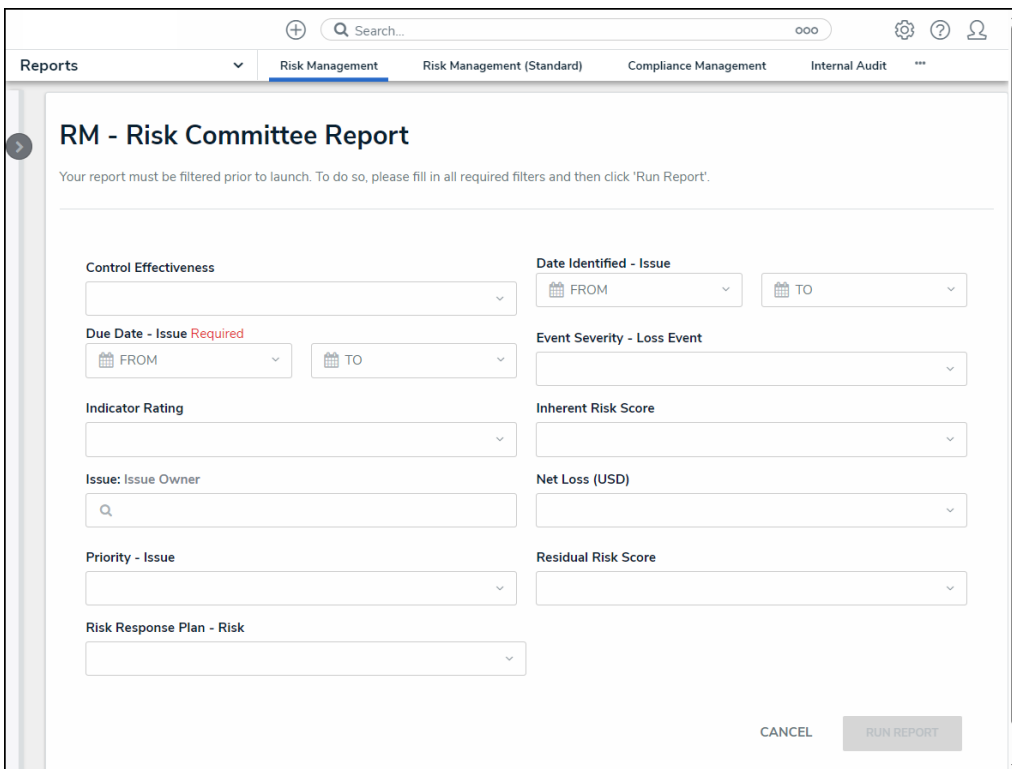 Search...
ooo
Reports
Risk Management
Risk Management (Standard)
Compliance Management
Internal Audit
RM - Risk Committee Report
Your report must be filtered prior to launch. To do so, please fill in all required filters and then click 'Run Report'.
Control Effectiveness
Date Identified - Issue
FROM
TO
Due Date - Issue Required
FROM
TO
Event Severity - Loss Event
Indicator Rating
Inherent Risk Score
Issue: Issue Owner
Net Loss (USD)
Priority - Issue
Residual Risk Score
Risk Response Plan - Risk
CANCEL
RUN REPORT